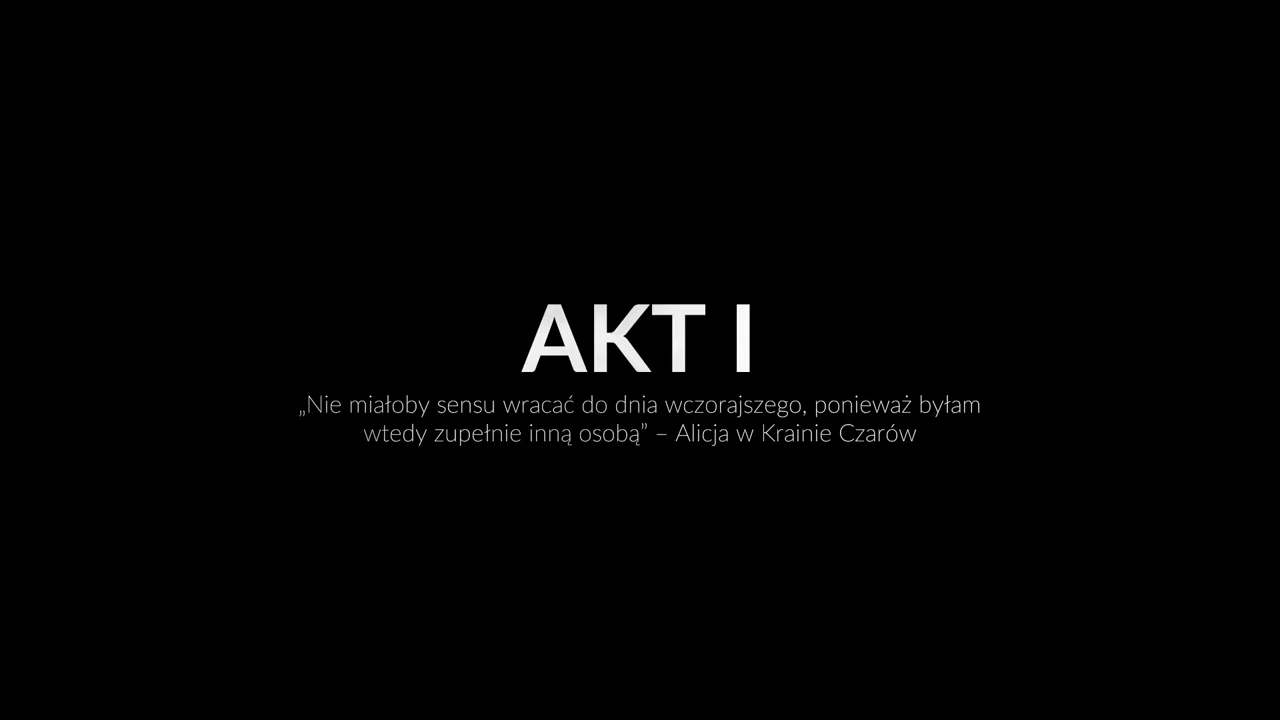 AKT I
„Nie miałoby sensu wracać do dnia wczorajszego, ponieważ byłam
wtedy zupełnie inną osobą” – Alicja w Krainie Czarów